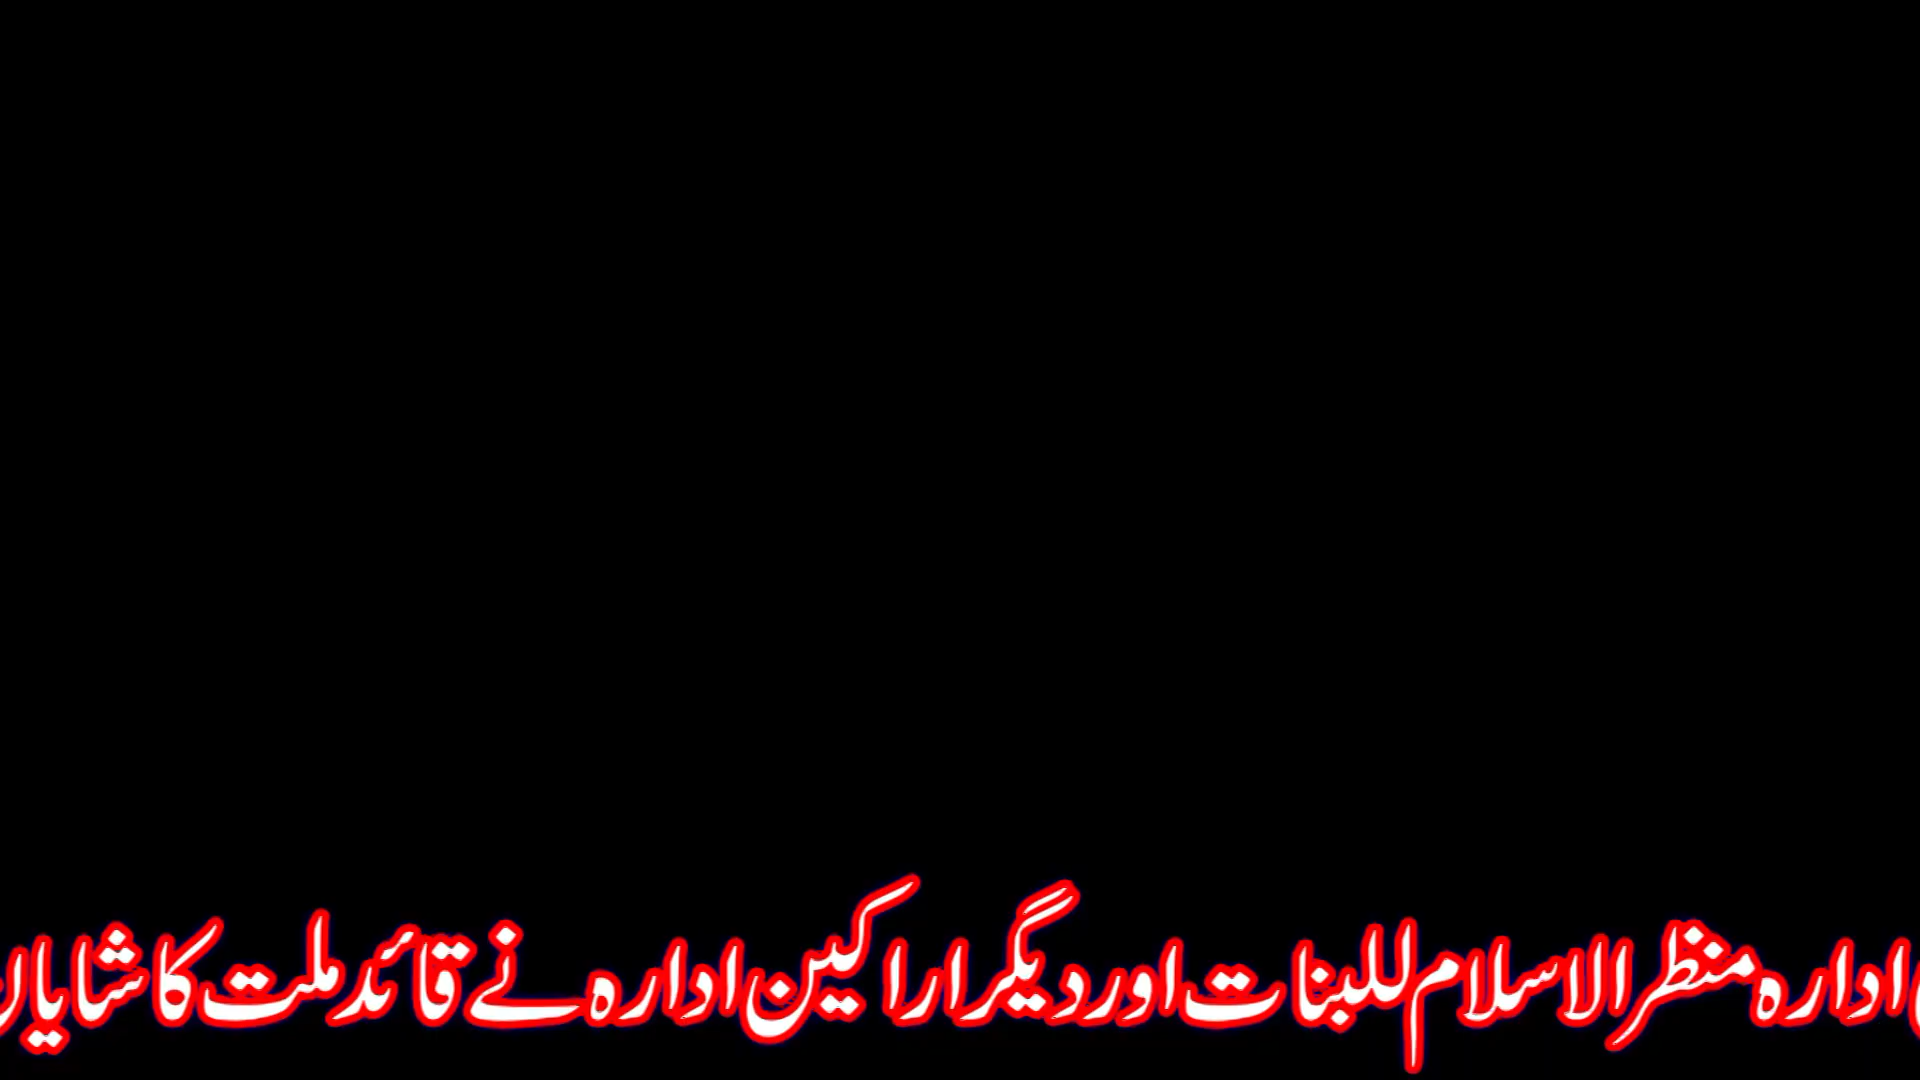 ادارہ منظر الاسلام للبنات اور دیگر اراکین ادارہ نے قائد ملت کا شایان